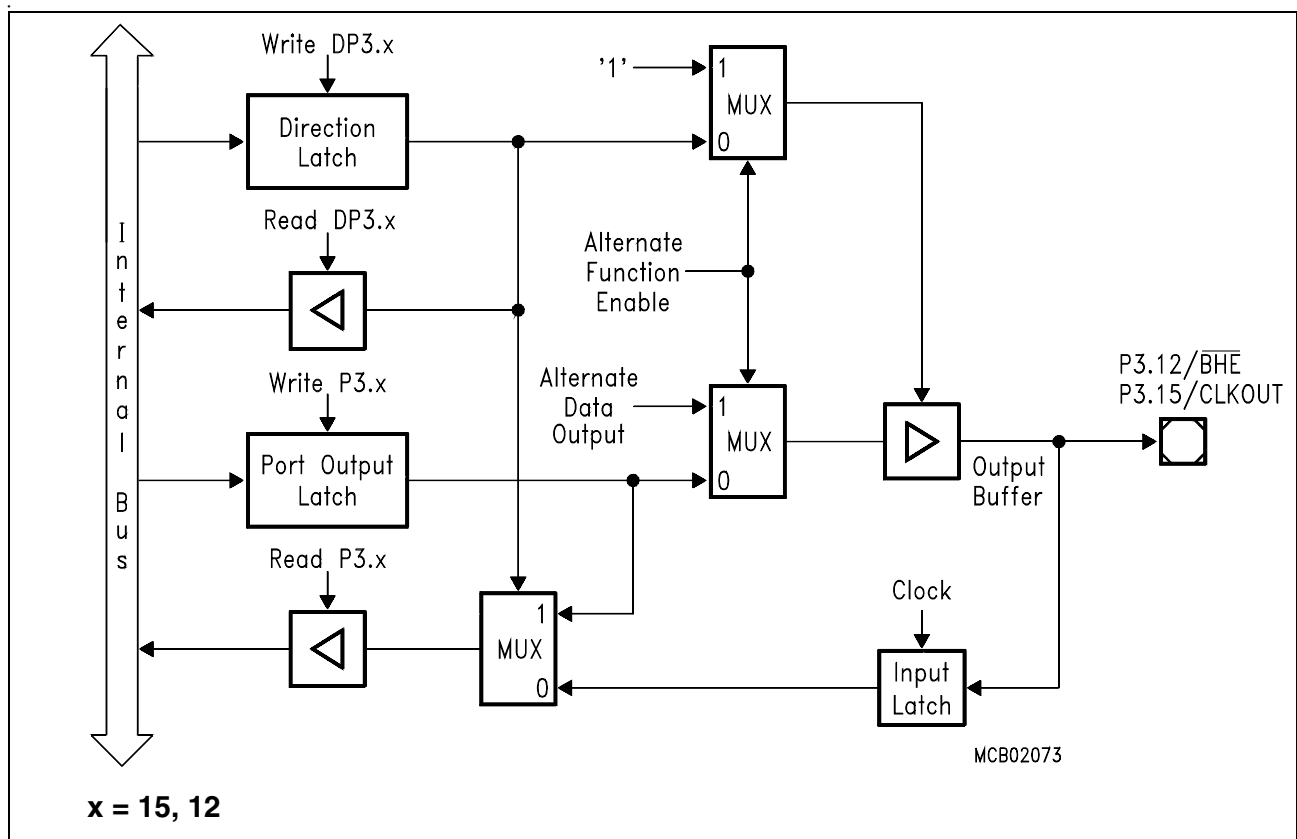 Write DP3.x
'1'
1
MUX
0
Direction
Latch
Read DP3.x
Alternate
Function
Enable
Internal Bus
Write P3.x
Alternate
Data
Output
1
MUX
0
P3.12/BHE
P3.15/CLKOUT
Port Output
Latch
Output
Buffer
Read P3.x
1
MUX
0
Clock
Input
Latch
MCB02073
x = 15, 12